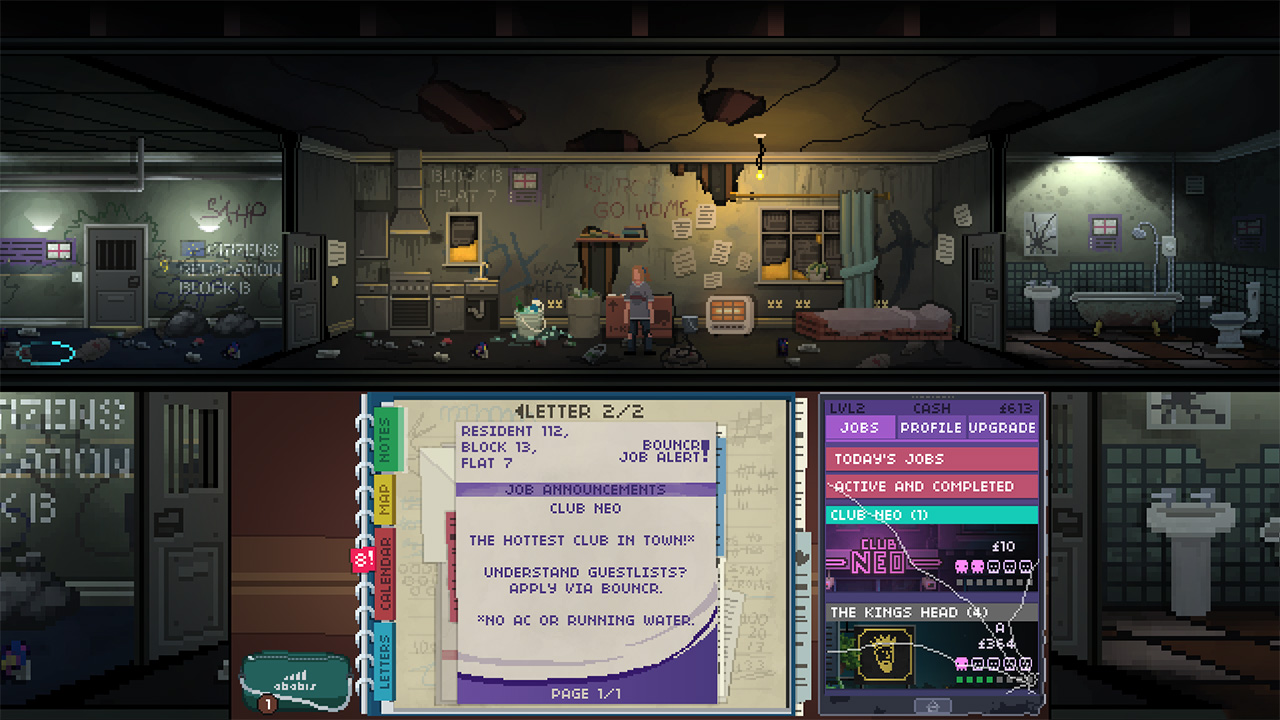 BLOCK 13
FLAT 7
GO HOME
CITIZENS
RELOCATION
BLOCK 13
LETTER 2/2
RESIDENT 112,
BLOCK 13,
FLAT 7
BOUNCR
JOB ALERT!
JOB ANNOUNCEMENTS
CLUB NEO
THE HOTTEST CLUB IN TOWN!*
UNDERSTAND GUESTLISTS?
APPLY VIA BOUNCR.
*NO AC OR RUNNING WATER.
PAGE 1/1
NOTES
MAP
CALENDAR
LETTERS
8!
1
LVL2 CASH £613
JOBS PROFILE UPGRADE
TODAY'S JOBS
ACTIVE AND COMPLETED
CLUB NEO (1)
CLUB
NEO
£10
THE KINGS HEAD (4)
A
£364